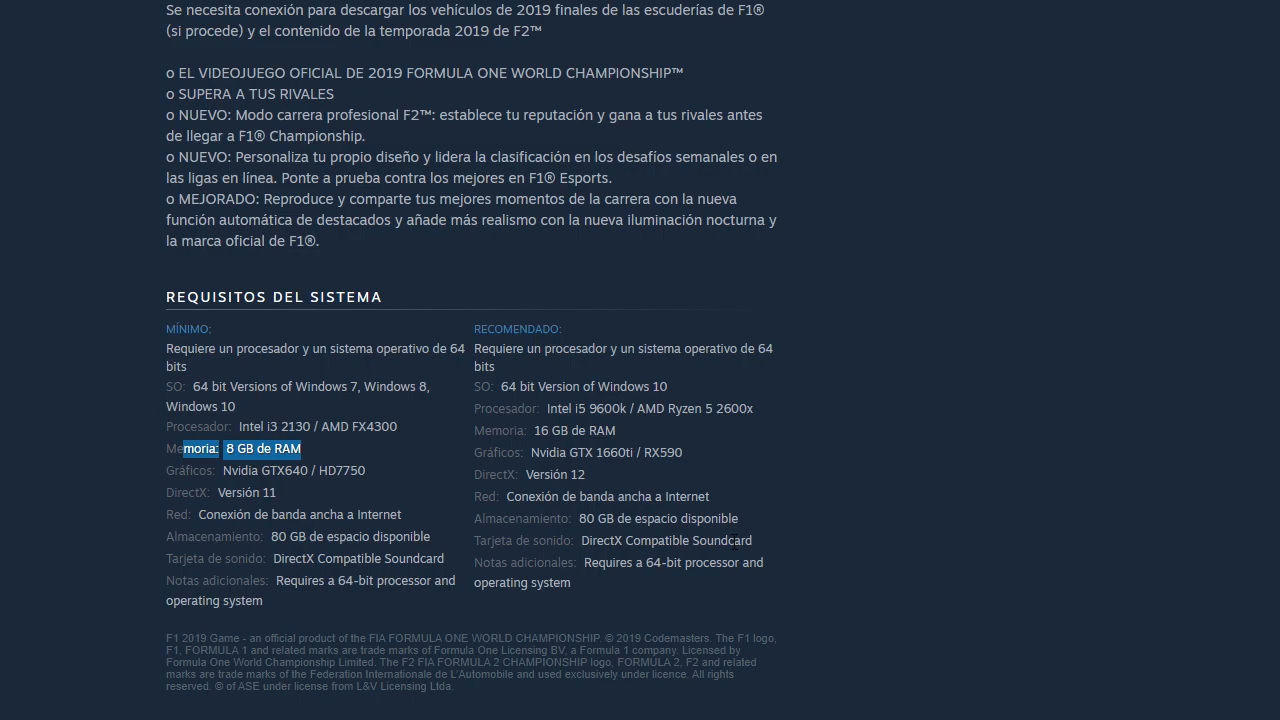 Se necesita conexión para descargar los vehículos de 2019 finales de las escuderías de F1®
(si procede) y el contenido de la temporada 2019 de F2™
o EL VIDEOJUEGO OFICIAL DE 2019 FORMULA ONE WORLD CHAMPIONSHIP™
o SUPERA A TUS RIVALES
o NUEVO: Modo carrera profesional F2™: establece tu reputación y gana a tus rivales antes
de llegar a F1® Championship.
o NUEVO: Personaliza tu propio diseño y lidera la clasificación en los desafíos semanales o en
las ligas en línea. Ponte a prueba contra los mejores en F1® Esports.
o MEJORADO: Reproduce y comparte tus mejores momentos de la carrera con la nueva
función automática de destacados y añade más realismo con la nueva iluminación nocturna y
la marca oficial de F1®.
REQUISITOS DEL SISTEMA
MÍNIMO:
Requiere un procesador y un sistema operativo de 64
bits
SO: 64 bit Versions of Windows 7, Windows 8,
Windows 10
Procesador: Intel i3 2130 / AMD FX4300
Memoria: 8 GB de RAM
Gráficos: Nvidia GTX640 / HD7750
DirectX: Versión 11
Red: Conexión de banda ancha a Internet
Almacenamiento: 80 GB de espacio disponible
Tarjeta de sonido: DirectX Compatible Soundcard
Notas adicionales: Requires a 64-bit processor and
operating system
RECOMENDADO:
Requiere un procesador y un sistema operativo de 64
bits
SO: 64 bit Version of Windows 10
Procesador: Intel i5 9600k / AMD Ryzen 5 2600x
Memoria: 16 GB de RAM
Gráficos: Nvidia GTX 1660ti / RX590
DirectX: Versión 12
Red: Conexión de banda ancha a Internet
Almacenamiento: 80 GB de espacio disponible
Tarjeta de sonido: DirectX Compatible Soundcard
Notas adicionales: Requires a 64-bit processor and
operating system
F1 2019 Game - an official product of the FIA FORMULA ONE WORLD CHAMPIONSHIP. © 2019 Codemasters. The F1 logo,
F1, FORMULA 1 and related marks are trade marks of Formula One Licensing BV, a Formula 1 company. Licensed by
Formula One World Championship Limited. The F2 FIA FORMULA 2 CHAMPIONSHIP logo, FORMULA 2, F2 and related
marks are trade marks of the Federation Internationale de L'Automobile and used exclusively under licence. All rights
reserved. © of ASE under license from L&V Licensing Ltda.